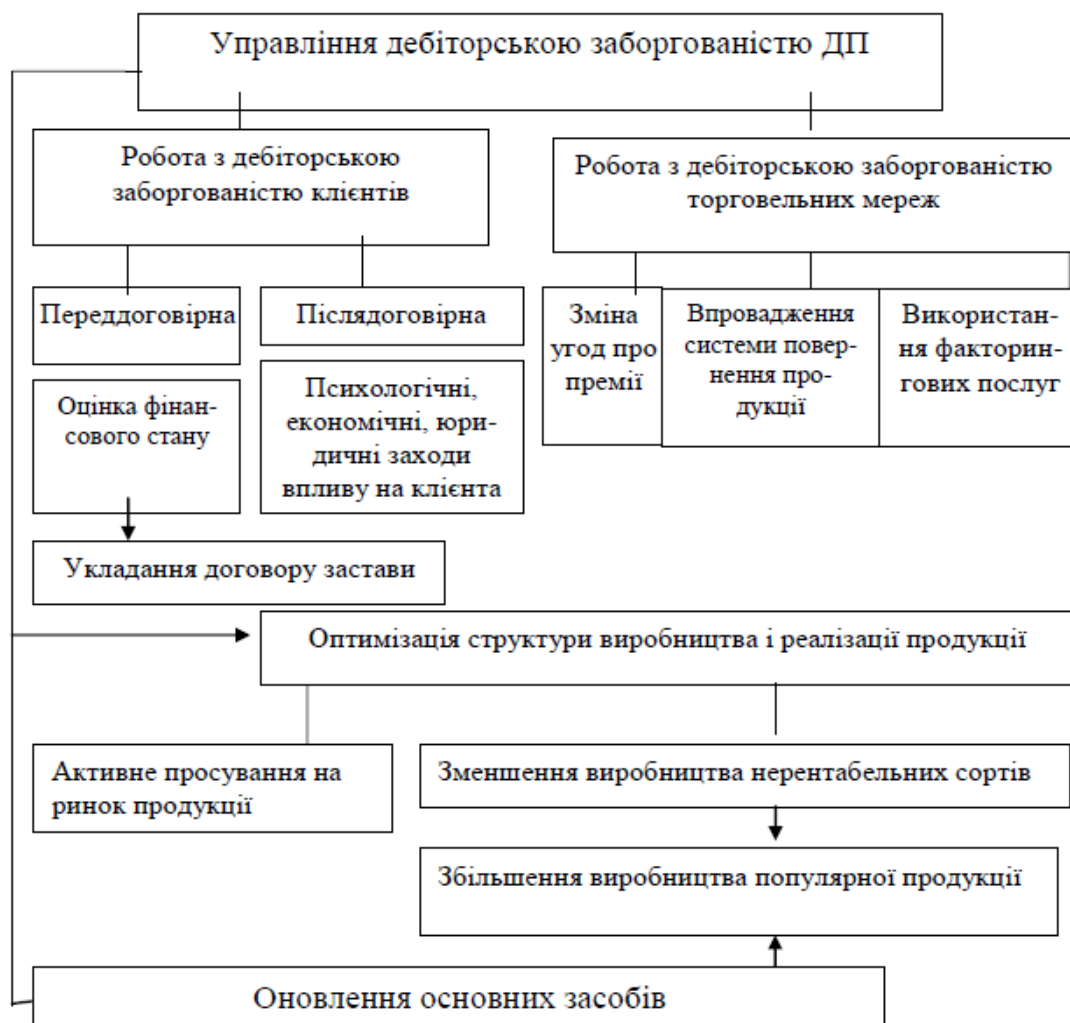 Управління дебіторською заборгованістю ДП
Робота з дебіторською
заборгованістю клієнтів
Робота з дебіторською заборгованістю
торговельних мереж
Переддоговірна
Післядоговірна
Зміна
угод про
премії
Впровадження
системи повер-
нення про-
дукції
Використан-
ня факторин-
гових послуг
Оцінка фінан-
сового стану
Психологічні,
економічні, юри-
дичні заходи
впливу на клієнта
Укладання договору застави
Оптимізація структури виробництва і реалізації продукції
Активне просування на
ринок продукції
Зменшення виробництва нерентабельних сортів
Збільшення виробництва популярної продукції
Оновлення основних засобів